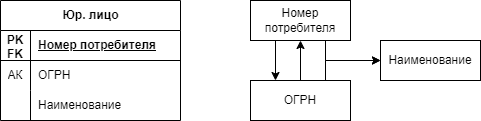 Юр. лицо
PK
FK
Номер потребителя
АК
ОГРН
Наименование
Номер
потребителя
Наименование
ОГРН